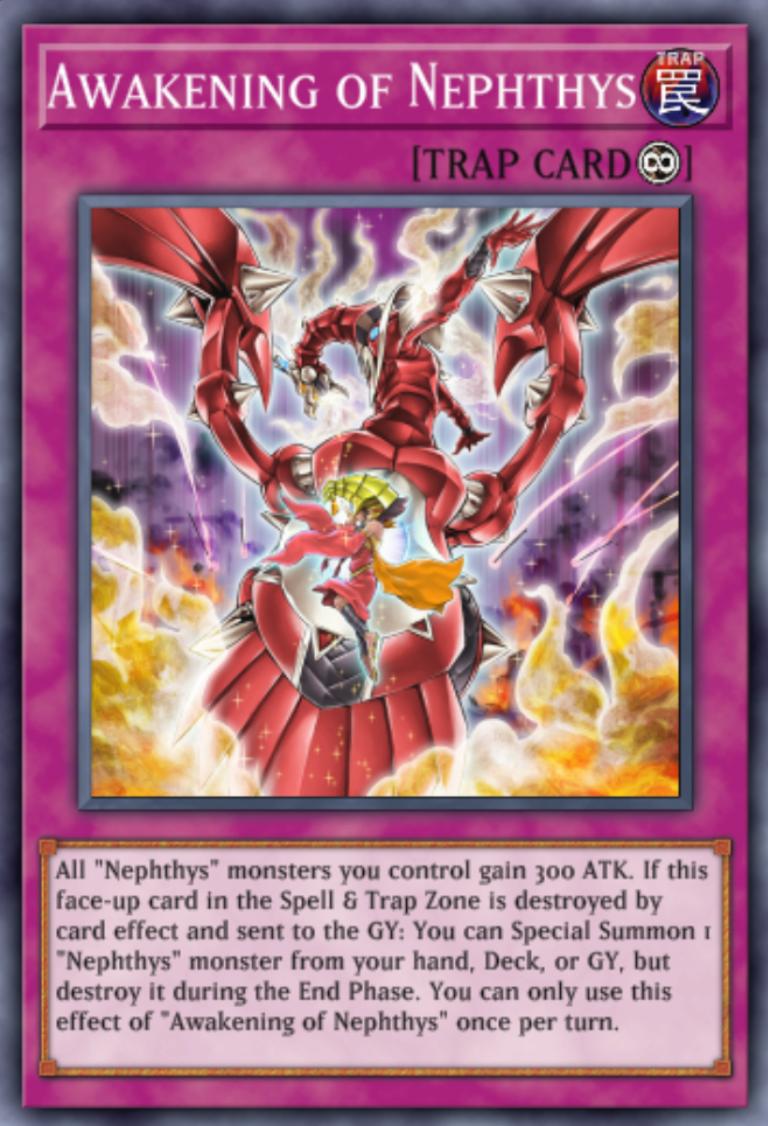 AWAKENING OF NEPHTHYS
TRAP
罠
[TRAP CARD∞]
All "Nephthys" monsters you control gain 300 ATK. If this
face-up card in the Spell & Trap Zone is destroyed by
card effect and sent to the GY: You can Special Summon 1
"Nephthys" monster from your hand, Deck, or GY, but
destroy it during the End Phase. You can only use this
effect of "Awakening of Nephthys" once per turn.